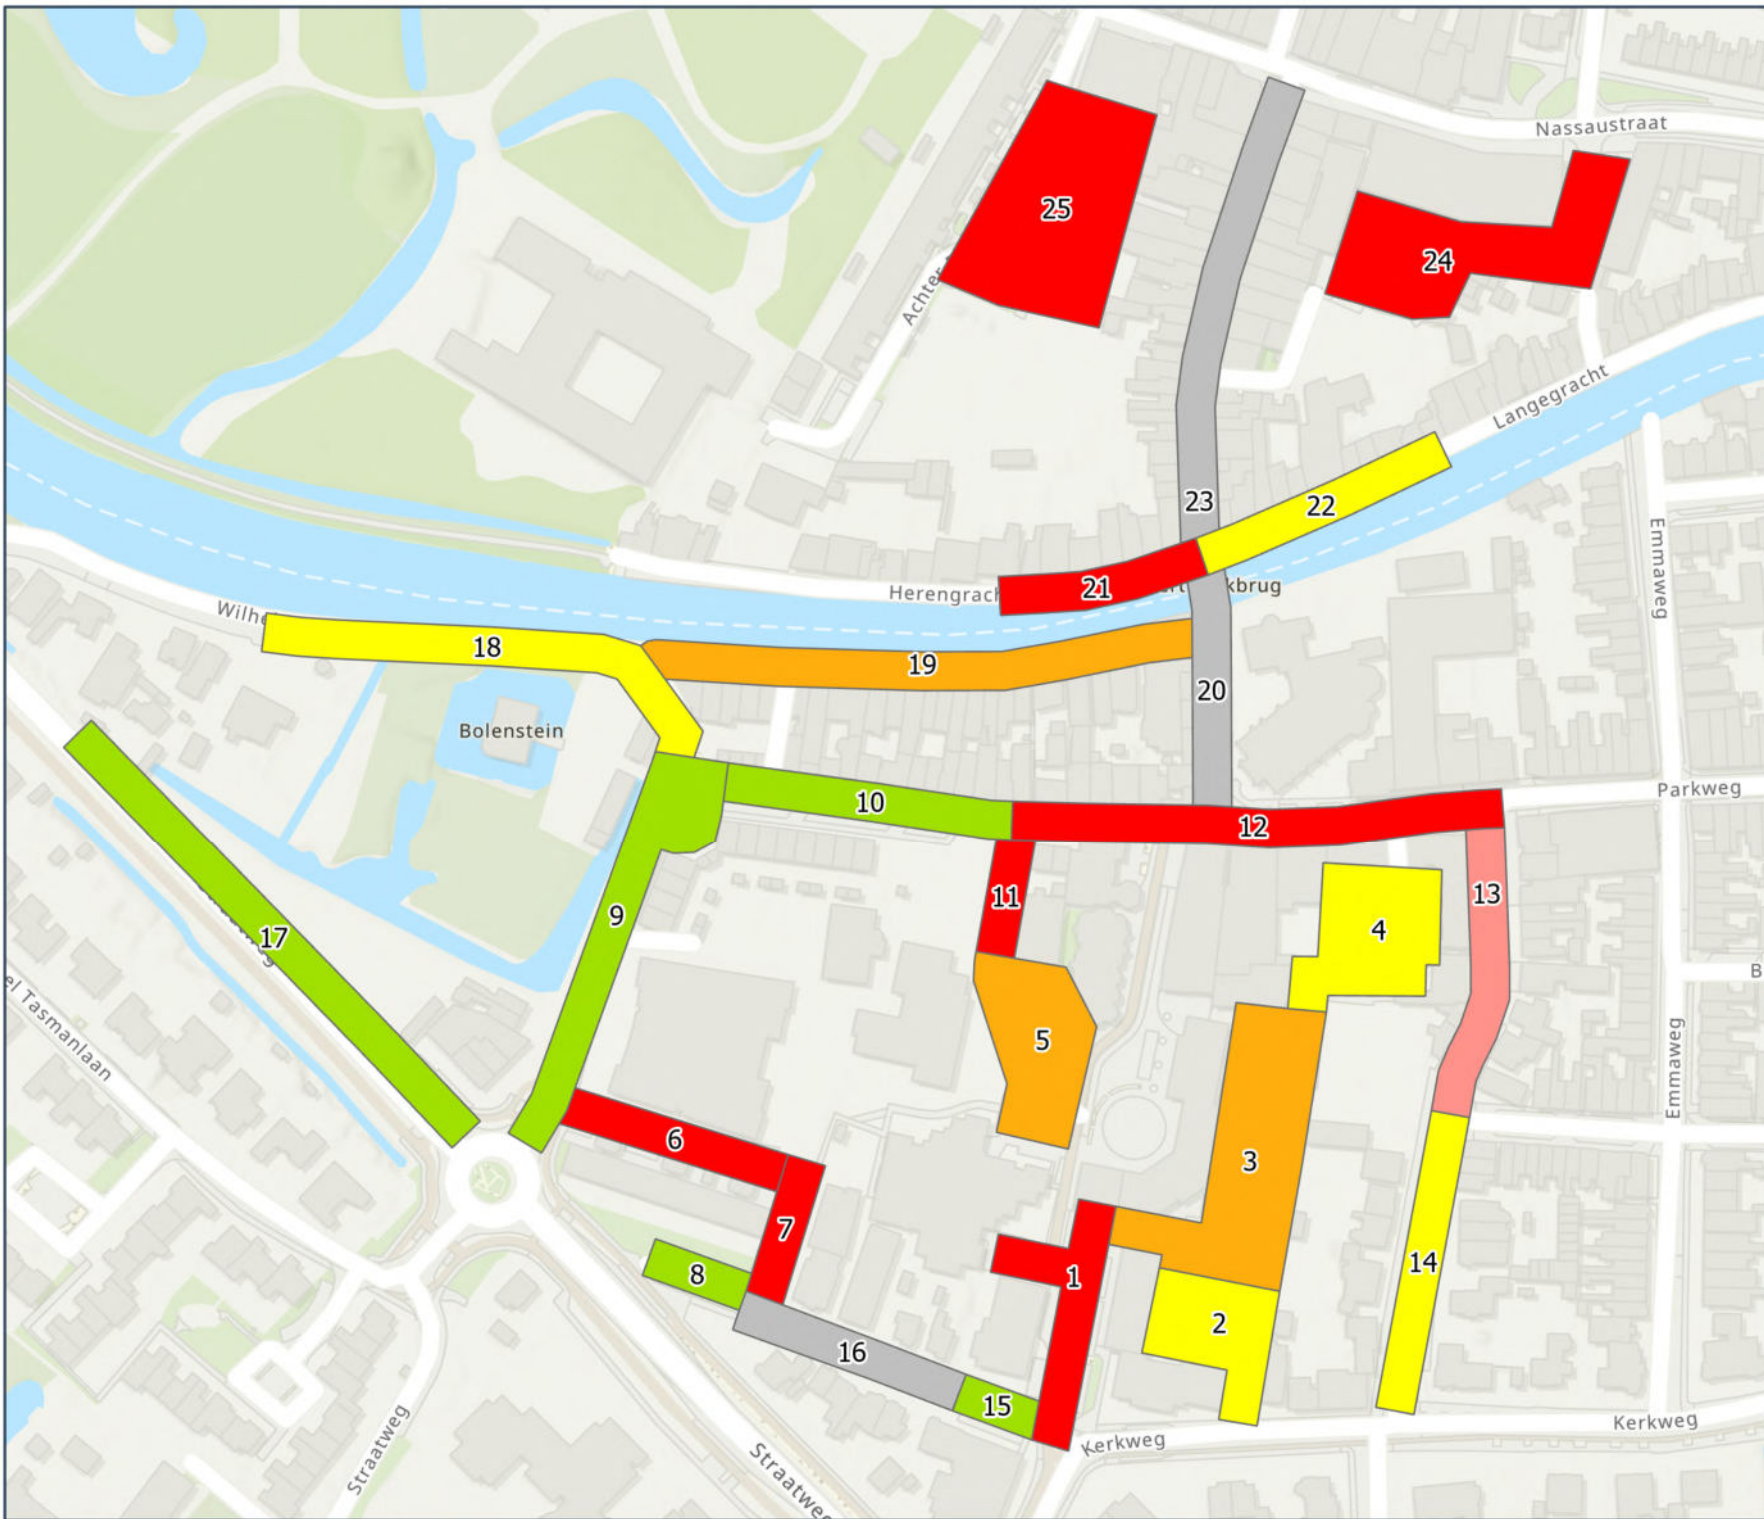 Nassaustraat
25
24
Achter
Langegracht
23
22
Emmaweg
Herengrach
21
kbrug
Wilhe
18
19
20
Bolenstein
Parkweg
10
12
13
11
9
4
17
5
B
el Tasmanlaan
Emmaweg
6
3
7
8
1
14
2
16
15
Kerkweg
Kerkweg
Straatweg
Straatweg